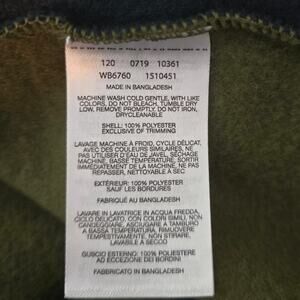 120 0719 10361
WB6760 1510451
MADE IN BANGLADESH
MACHINE WASH COLD GENTLE, WITH LIKE
COLORS, DO NOT BLEACH, TUMBLE DRY
LOW, REMOVE PROMPTLY, DO NOT IRON,
DRYCLEANABLE
SHELL: 100% POLYESTER
EXCLUSIVE OF TRIMMING
LAVAGE MACHINE À FROID, CYCLE DÉLICAT,
AVEC DES COULEURS SIMILAIRES, NE
PAS UTILISER D'EAU DE JAVEL, SÉCHAGE
MACHINE, BASSE TEMPÉRATURE, SORTIR
IMMÉDIATEMENT DE LA MACHINE, NE PAS
REPASSER, NETTOYABLE À SEC
EXTÉRIEUR: 100% POLYESTER
SAUF LES BORDURES
FABRIQUÉ AU BANGLADESH
LAVARE IN LAVATRICE IN ACQUA FREDDA,
CICLO DELICATO, CON COLORI SIMILI, NON
CANDEGGIARE, ASCIUGARE A TAMBURO
A BASSA TEMPERATURA, RIMUOVERE
TEMPESTIVAMENTE, NON STIRARE,
LAVABILE A SECCO
GUSCIO ESTERNO: 100% POLIESTERE
AD ECCEZIONE DEI BORDINI
FABBRICATO IN BANGLADESH